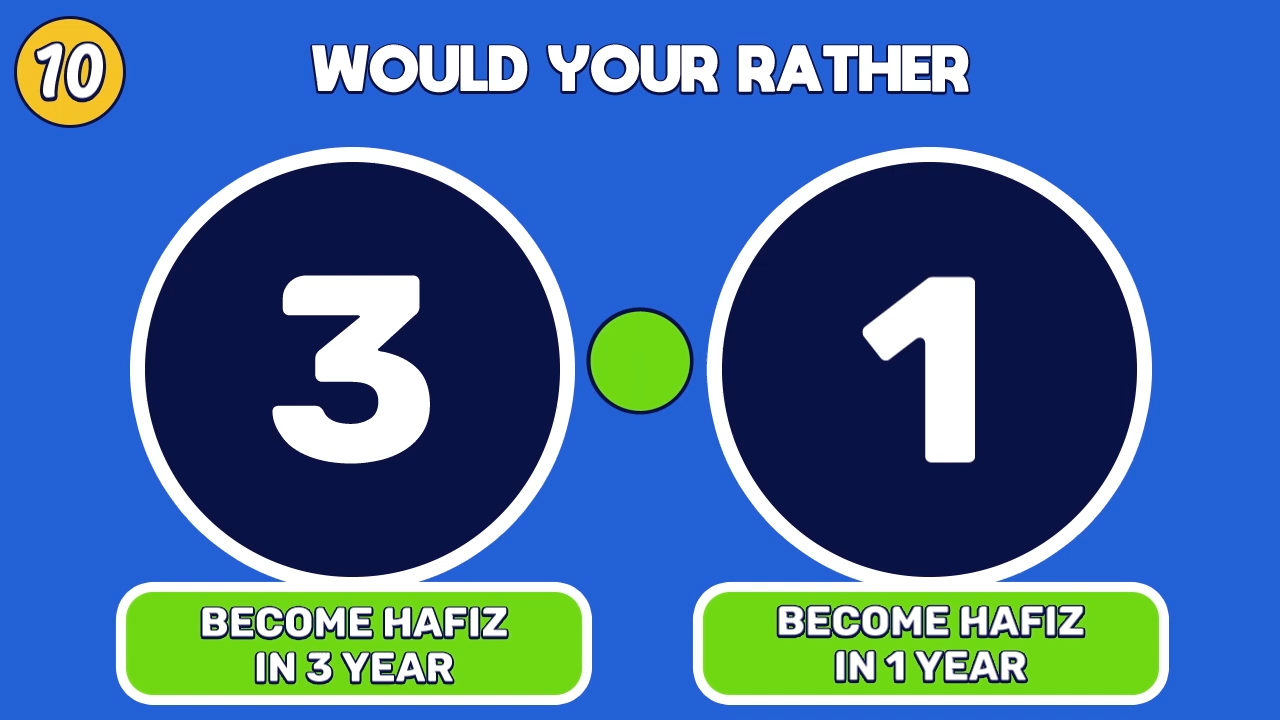 10
WOULD YOUR RATHER
3
1
BECOME HAFIZ
IN 3 YEAR
BECOME HAFIZ
IN 1 YEAR